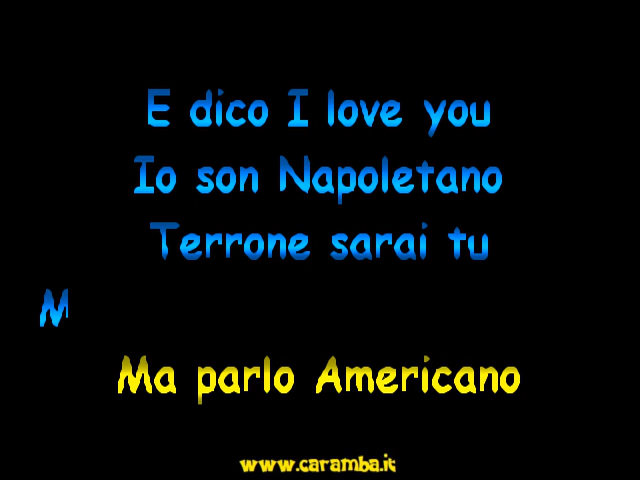 E dico I love you
Io son Napoletano
Terrone sarai tu
M
Ma parlo Americano
www.caramba.it